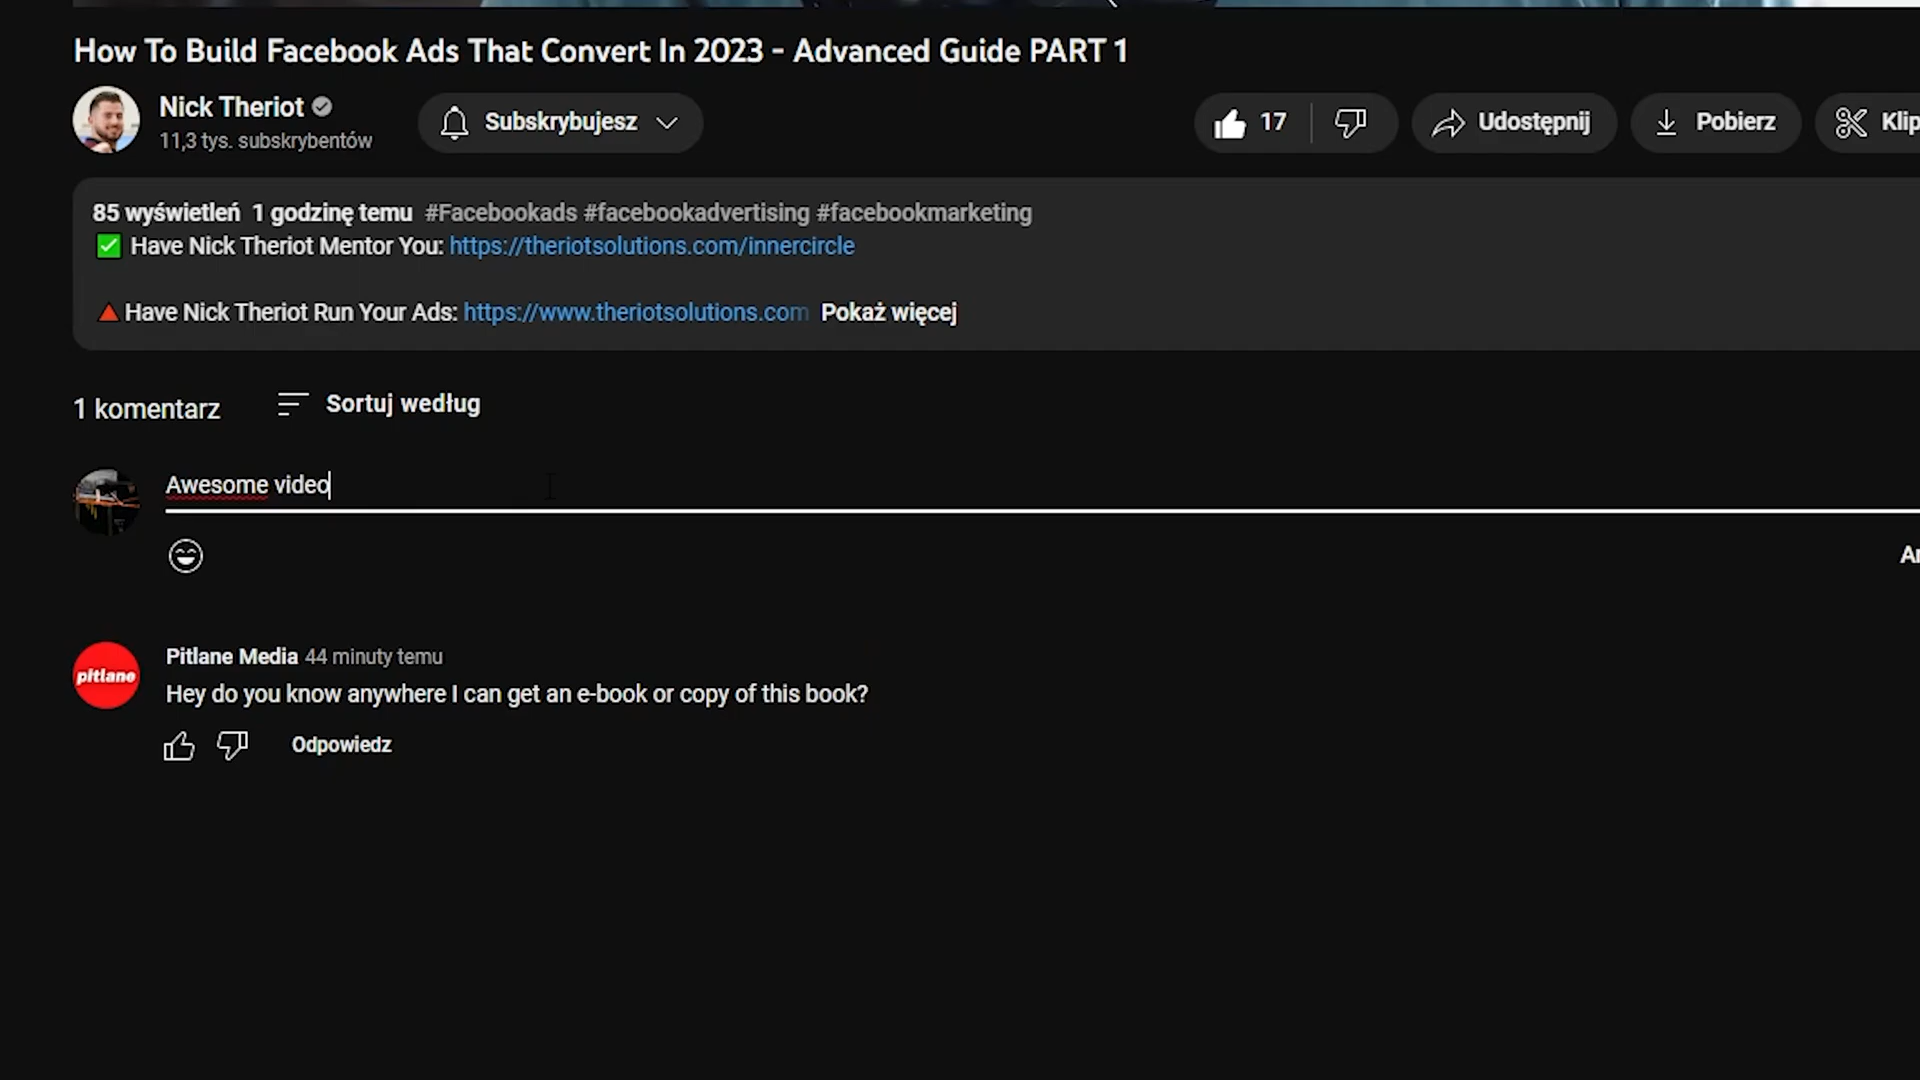 How To Build Facebook Ads That Convert In 2023 - Advanced Guide PART 1
Nick Theriot
11,3 tys. subskrybentów
Subskrybujesz
17
Udostępnij
Pobierz
Klip
85 wyświetleń 1 godzinę temu #Facebookads #facebookadvertising #facebookmarketing
✅ Have Nick Theriot Mentor You: https://theriotsolutions.com/innercircle
🔺Have Nick Theriot Run Your Ads: https://www.theriotsolutions.com Pokaż więcej
1 komentarz
Sortuj według
Awesome video
pitlane
Pitlane Media 44 minuty temu
Hey do you know anywhere I can get an e-book or copy of this book?
Odpowiedz